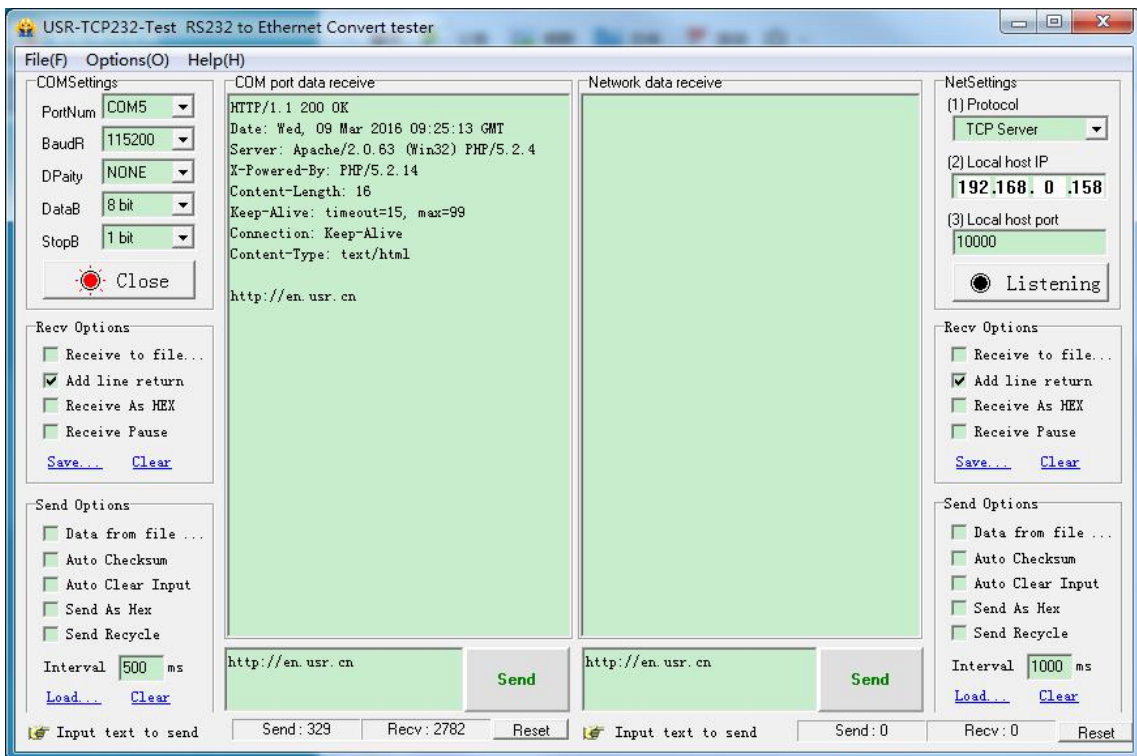 USR-TCP232-Test RS232 to Ethernet Convert tester
File(F) Options(O) Help(H)
COMSettings
PortNum COM5
BaudR 115200
DPaity NONE
DataB 8 bit
StopB 1 bit
Close
Recv Options
Receive to file...
Add line return
Receive As HEX
Receive Pause
Save... Clear
Send Options
Data from file ...
Auto Checksum
Auto Clear Input
Send As Hex
Send Recycle
Interval 500 ms
Load... Clear
COM port data receive
HTTP/1.1 200 OK
Date: Wed, 09 Mar 2016 09:25:13 GMT
Server: Apache/2.0.63 (Win32) PHP/5.2.4
X-Powered-By: PHP/5.2.14
Content-Length: 16
Keep-Alive: timeout=15, max=99
Connection: Keep-Alive
Content-Type: text/html
http://en.usr.cn
http://en.usr.cn
Send
Network data receive
http://en.usr.cn
Send
NetSettings
(1) Protocol
TCP Server
(2) Local host IP
192.168. 0 .158
(3) Local host port
10000
Listening
Recv Options
Receive to file...
Add line return
Receive As HEX
Receive Pause
Save... Clear
Send Options
Data from file ...
Auto Checksum
Auto Clear Input
Send As Hex
Send Recycle
Interval 1000 ms
Load... Clear
Input text to send Send : 329 Recv : 2782 Reset
Input text to send Send : 0 Recv : 0 Reset